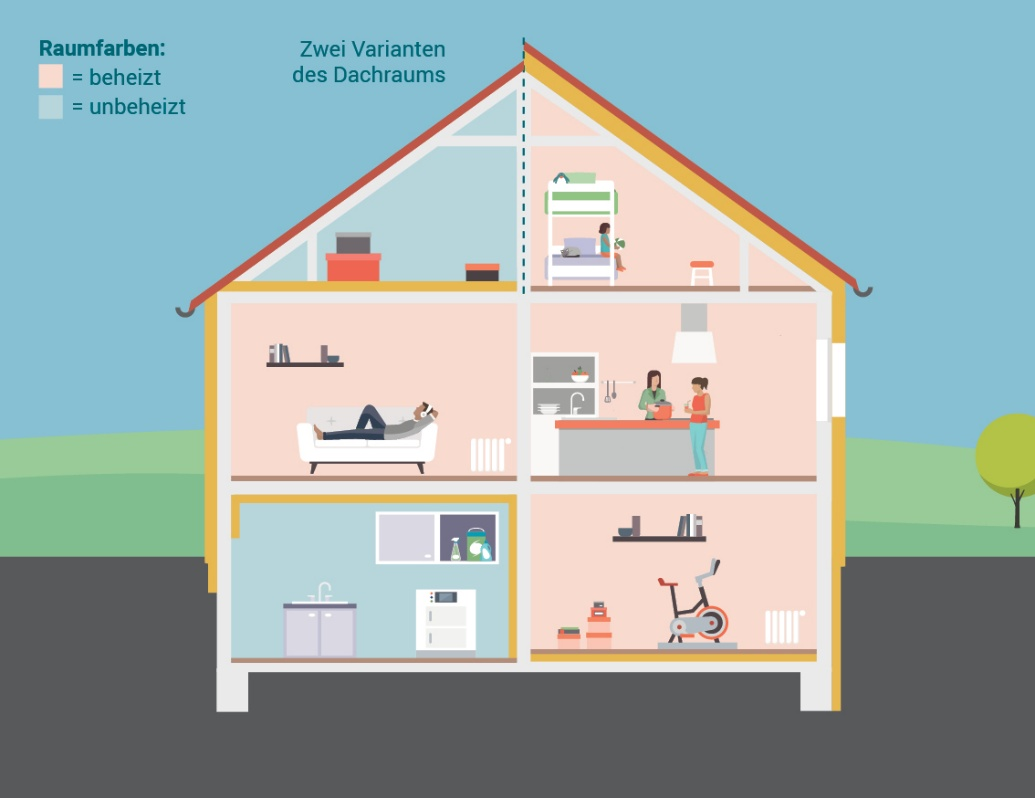 Raumfarben:
= beheizt
= unbeheizt
Zwei Varianten
des Dachraums